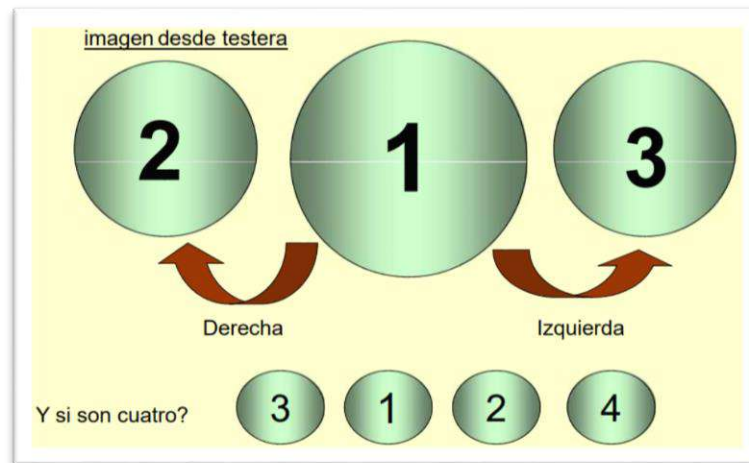 imagen desde testera
2 1 3
Derecha Izquierda
Y si son cuatro? 3 1 2 4